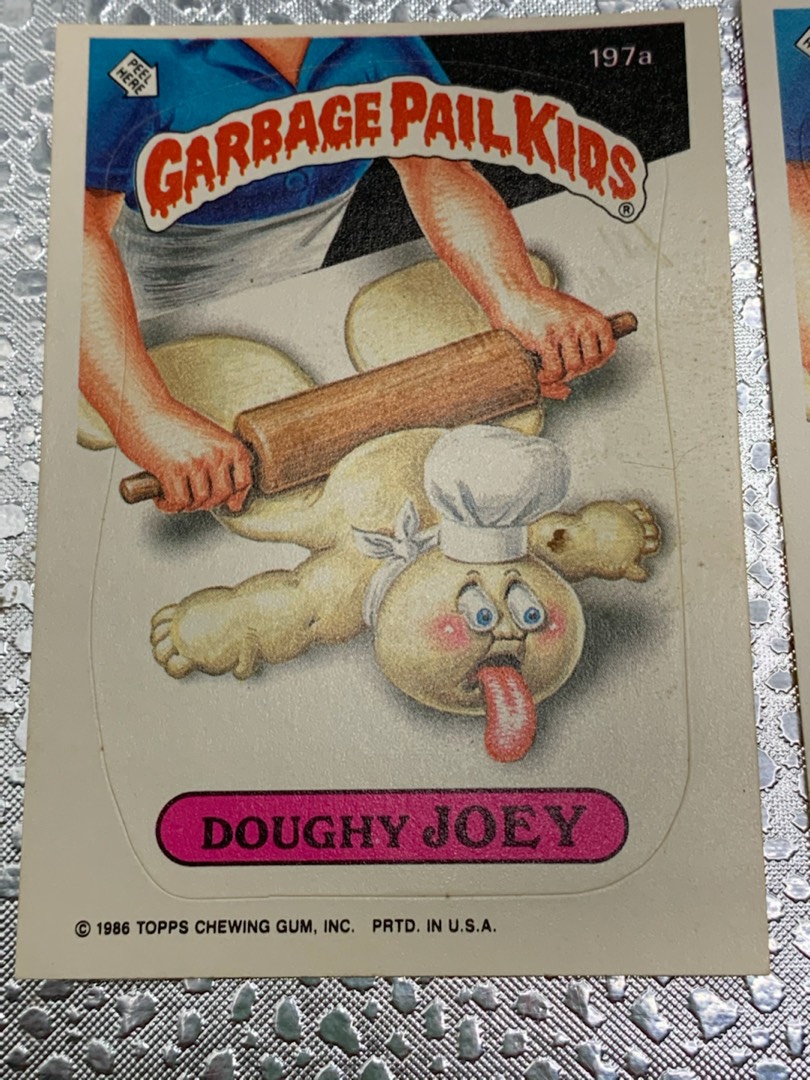 PEEL
HERE
197a
GARBAGE PAIL KIDS®
DOUGHY JOEY
© 1986 TOPPS CHEWING GUM, INC. PRTD. IN U.S.A.